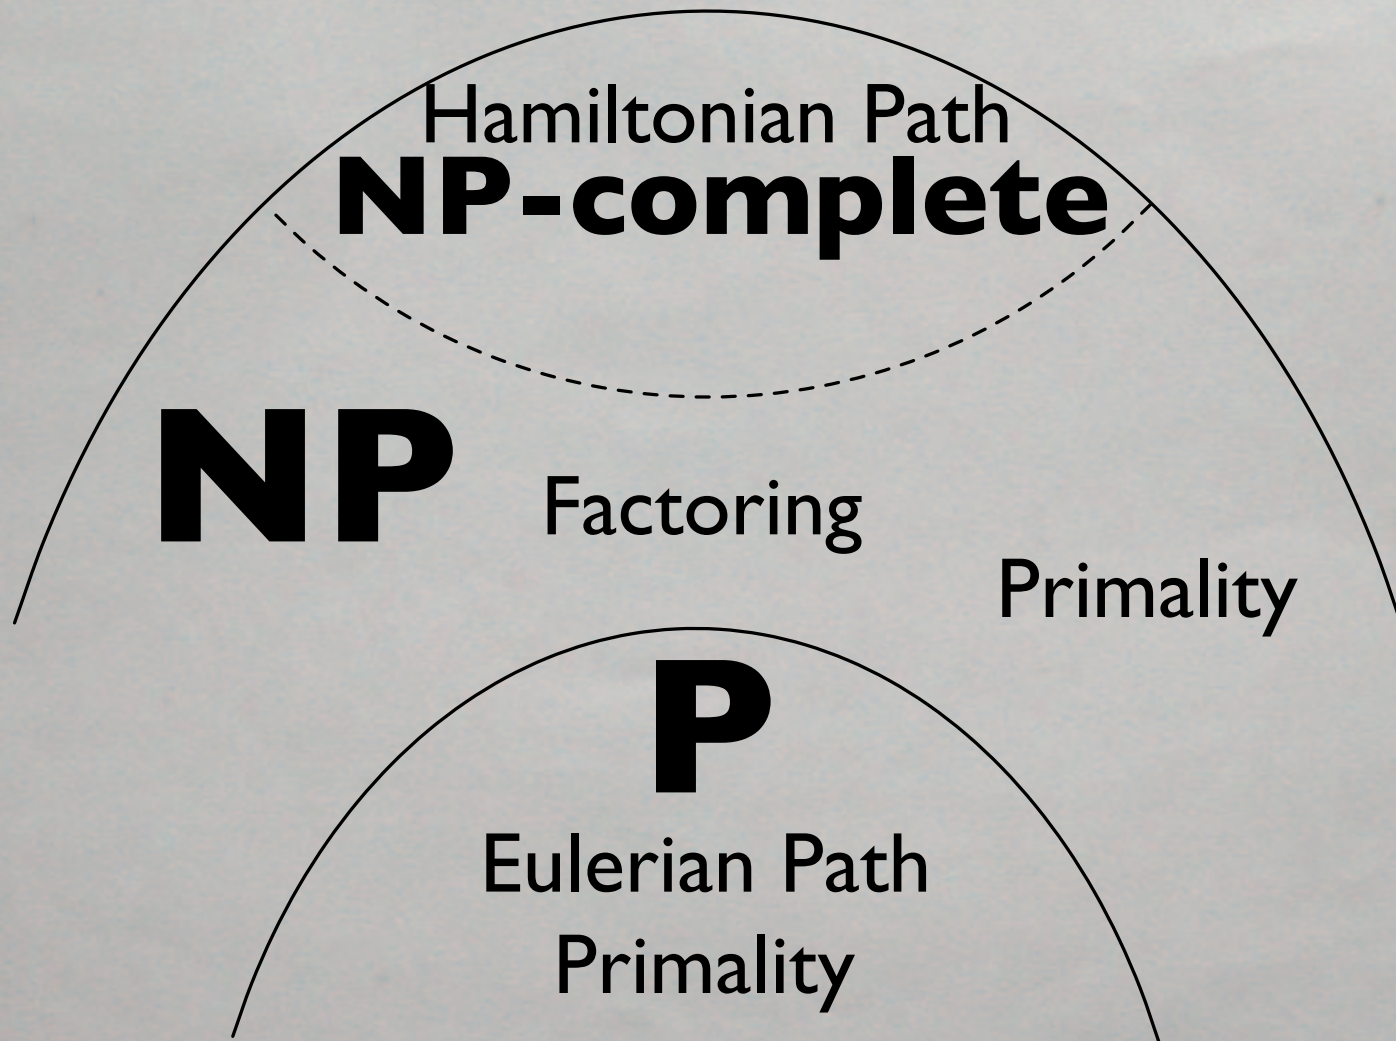 Hamiltonian Path
NP-complete
NP
Factoring
Primality
P
Eulerian Path
Primality